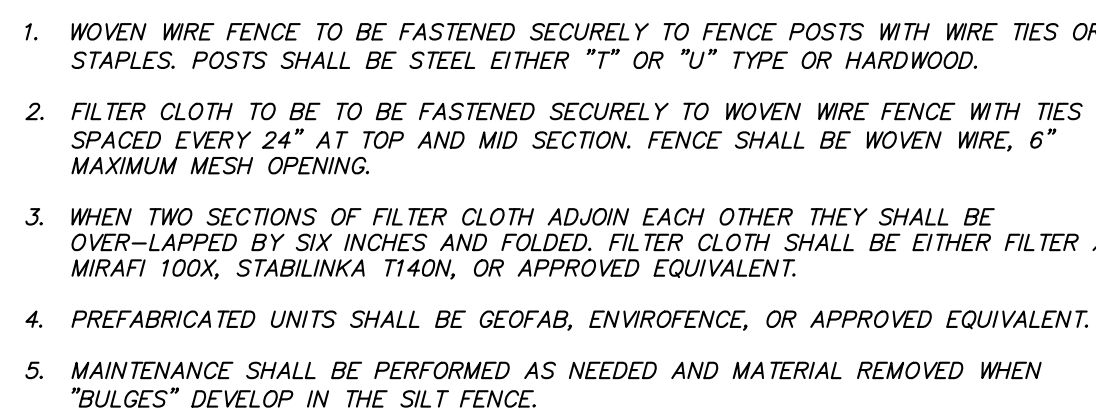 1. WOVEN WIRE FENCE TO BE FASTENED SECURELY TO FENCE POSTS WITH WIRE TIES OR
STAPLES. POSTS SHALL BE STEEL EITHER "T" OR "U" TYPE OR HARDWOOD.
2. FILTER CLOTH TO BE TO BE FASTENED SECURELY TO WOVEN WIRE FENCE WITH TIES
SPACED EVERY 24" AT TOP AND MID SECTION. FENCE SHALL BE WOVEN WIRE, 6"
MAXIMUM MESH OPENING.
3. WHEN TWO SECTIONS OF FILTER CLOTH ADJOIN EACH OTHER THEY SHALL BE
OVER-LAPPED BY SIX INCHES AND FOLDED. FILTER CLOTH SHALL BE EITHER FILTER
MIRAFI 100X, STABILINKA T140N, OR APPROVED EQUIVALENT.
4. PREFABRICATED UNITS SHALL BE GEOFAB, ENVIROFENCE, OR APPROVED EQUIVALENT.
5. MAINTENANCE SHALL BE PERFORMED AS NEEDED AND MATERIAL REMOVED WHEN
"BULGES" DEVELOP IN THE SILT FENCE.